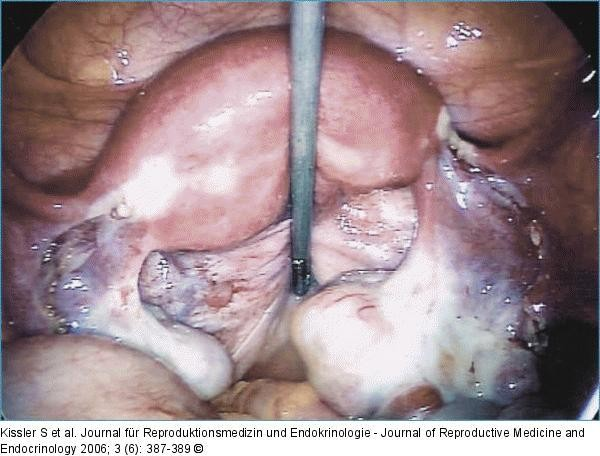 Kissler S et al. Journal für Reproduktionsmedizin und Endokrinologie - Journal of Reproductive Medicine and
Endocrinology 2006; 3 (6): 387-389 ©